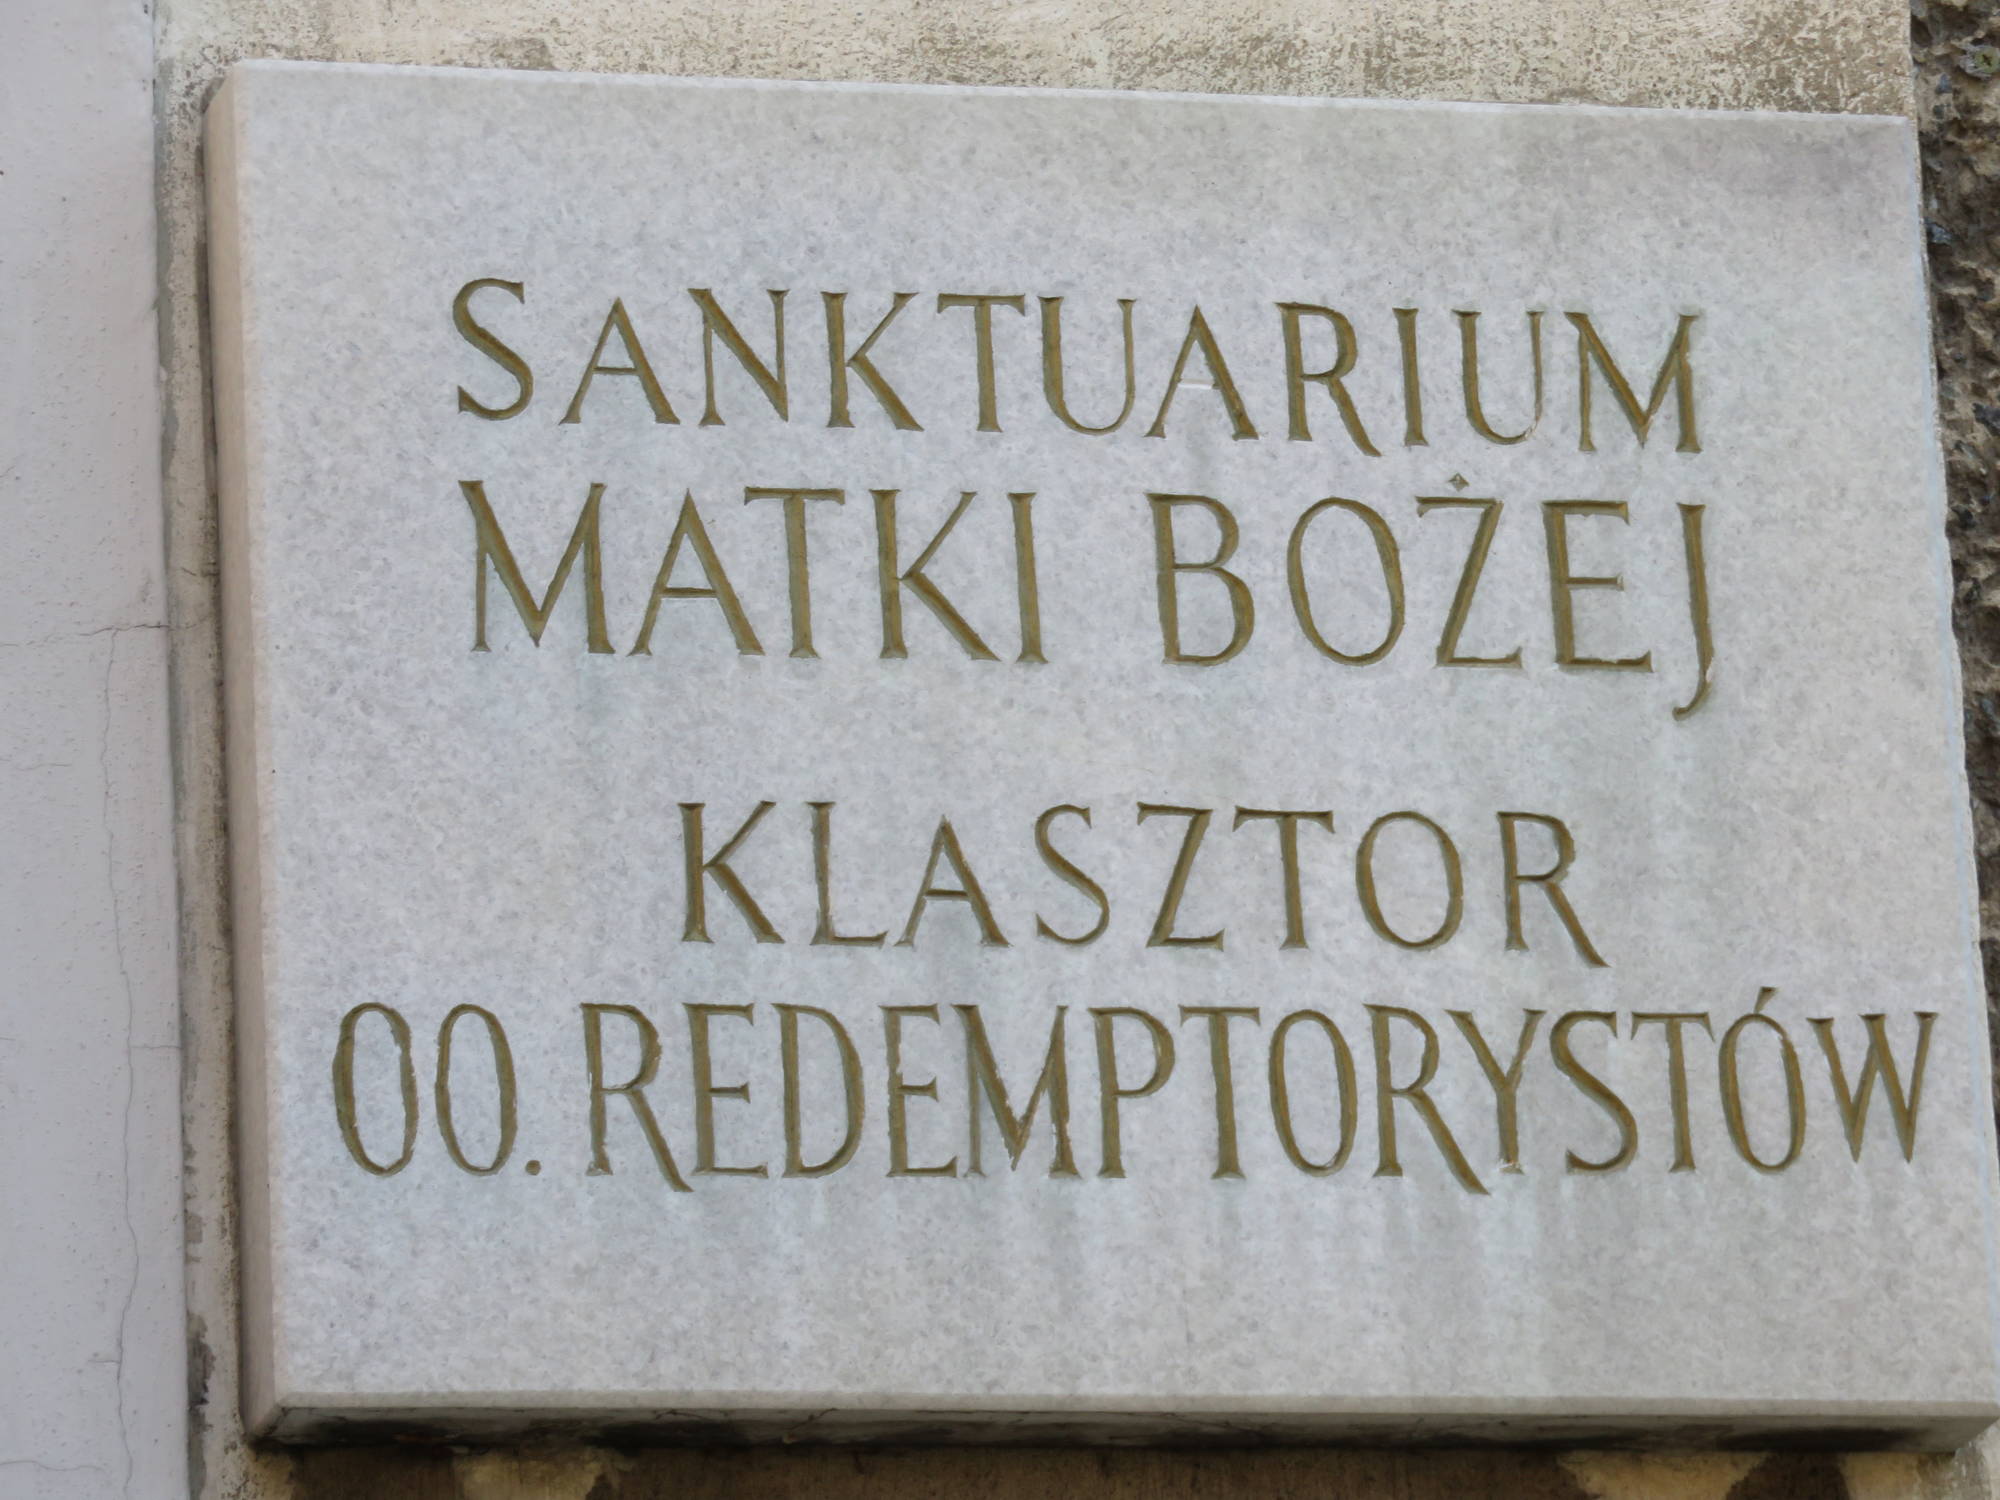 SANKTUARIUM
MATKI BOŻEJ
KLASZTOR
OO. REDEMPTORYSTÓW